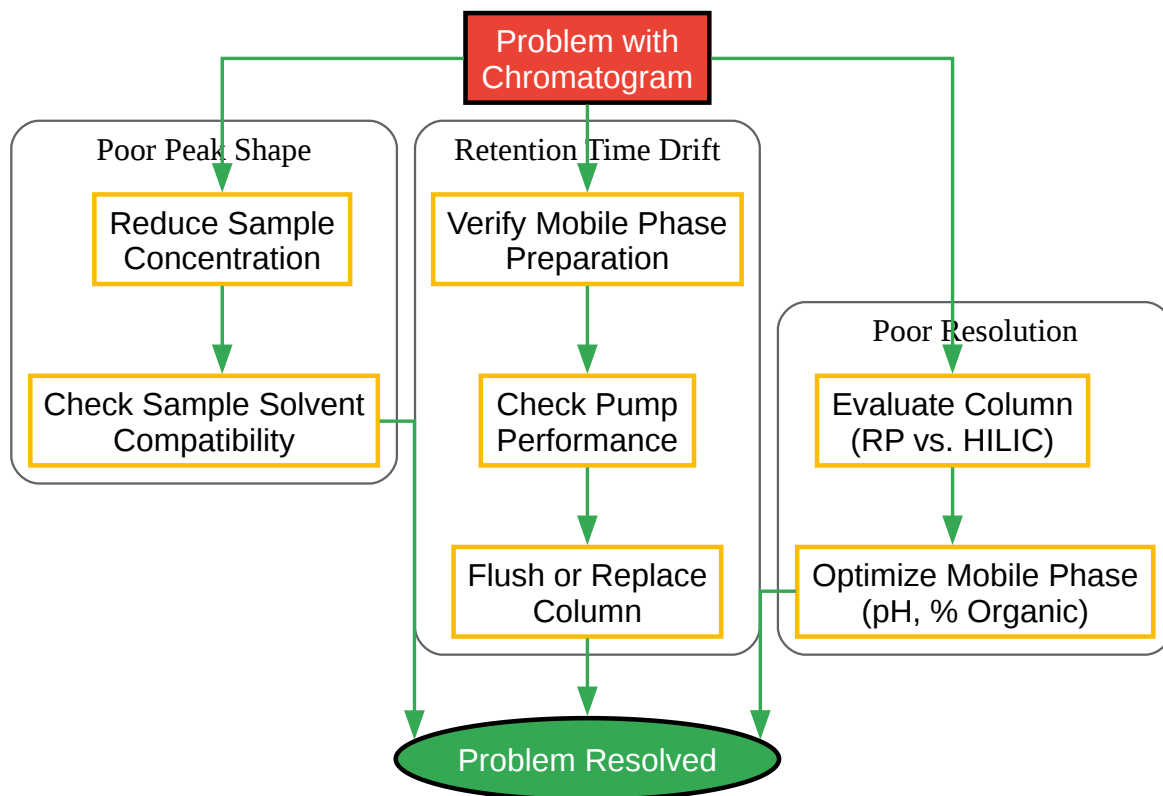 Problem with
Chromatogram
Poor Peak Shape
Reduce Sample
Concentration
Check Sample Solvent
Compatibility
Retention Time Drift
Verify Mobile Phase
Preparation
Check Pump
Performance
Flush or Replace
Column
Poor Resolution
Evaluate Column
(RP vs. HILIC)
Optimize Mobile Phase
(pH, % Organic)
Problem Resolved